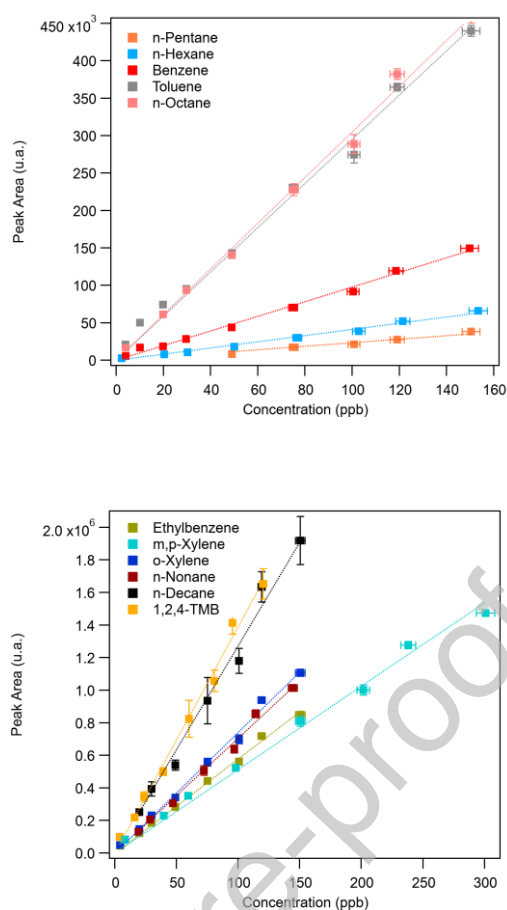 450 x10³
n-Pentane
n-Hexane
Benzene
Toluene
n-Octane
400
350
300
250
200
150
100
50
0
Peak Area (u.a.)
0 20 40 60 80 100 120 140 160
Concentration (ppb)
2.0 x10⁶
Ethylbenzene
m,p-Xylene
o-Xylene
n-Nonane
n-Decane
1,2,4-TMB
1.8
1.6
1.4
1.2
1.0
0.8
0.6
0.4
0.2
0.0
Peak Area (u.a.)
0 50 100 150 200 250 300
Concentration (ppb)
re-proof